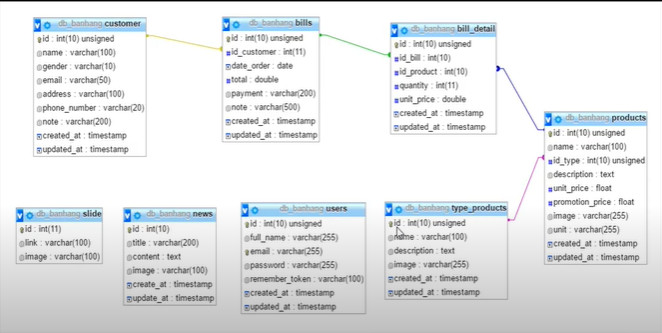 db_banhang customer
id : int(10) unsigned
name : varchar(100)
gender : varchar(10)
email : varchar(50)
address : varchar(100)
phone_number : varchar(20)
note : varchar(200)
created_at : timestamp
updated_at : timestamp
db_banhang bills
id : int(10) unsigned
id_customer : int(11)
date_order : date
total : double
payment : varchar(200)
note : varchar(500)
created_at : timestamp
updated_at : timestamp
db_banhang bill_detail
id : int(10) unsigned
id_bill : int(10)
id_product : int(10)
quantity : int(11)
unit_price : double
created_at : timestamp
updated_at : timestamp
db_banhang products
id : int(10) unsigned
name : varchar(100)
id_type : int(10) unsigned
description : text
unit_price : float
promotion_price : float
image : varchar(255)
unit : varchar(255)
created_at : timestamp
updated_at : timestamp
slide
id : int(11)
link : varchar(100)
image : varchar(100)
db_banhang news
id : int(10)
title : varchar(200)
content : text
image : varchar(100)
create_at : timestamp
update_at : timestamp
db_banhang users
id : int(10) unsigned
full_name : varchar(255)
email : varchar(255)
password : varchar(255)
remember_token : varchar(100)
created_at : timestamp
updated_at : timestamp
db_banhang type_products
id : int(10) unsigned
name : varchar(100)
description : text
image : varchar(255)
created_at : timestamp
updated_at : timestamp